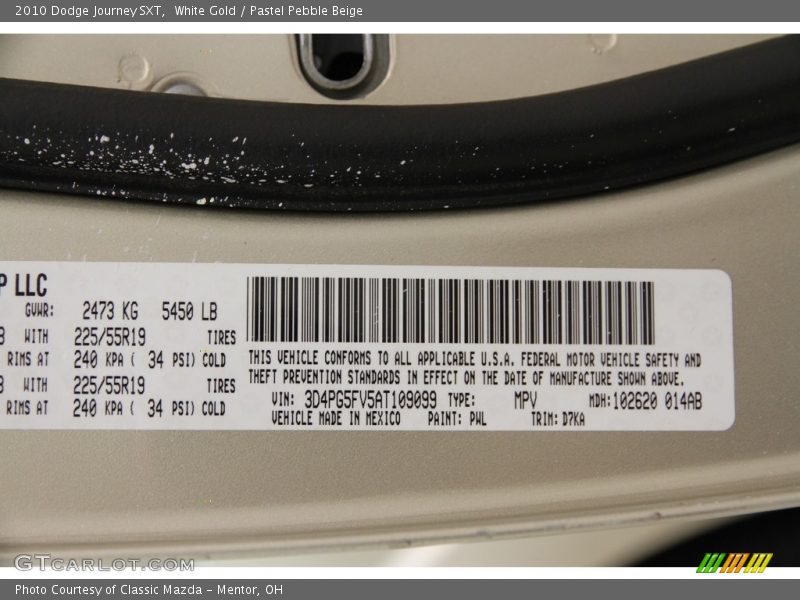 2010 Dodge Journey SXT, White Gold / Pastel Pebble Beige
P LLC
GVWR: 2473 KG 5450 LB
B WITH 225/55R19 TIRES
RIMS AT 240 KPA ( 34 PSI) COLD
B WITH 225/55R19 TIRES
RIMS AT 240 KPA ( 34 PSI) COLD
THIS VEHICLE CONFORMS TO ALL APPLICABLE U.S.A. FEDERAL MOTOR VEHICLE SAFETY AND
THEFT PREVENTION STANDARDS IN EFFECT ON THE DATE OF MANUFACTURE SHOWN ABOVE.
VIN: 3D4PG5FV5AT109099 TYPE: MPV MDH: 102620 014AB
VEHICLE MADE IN MEXICO PAINT: PWL TRIM: D7KA
GTCARLOT.COM
Photo Courtesy of Classic Mazda - Mentor, OH